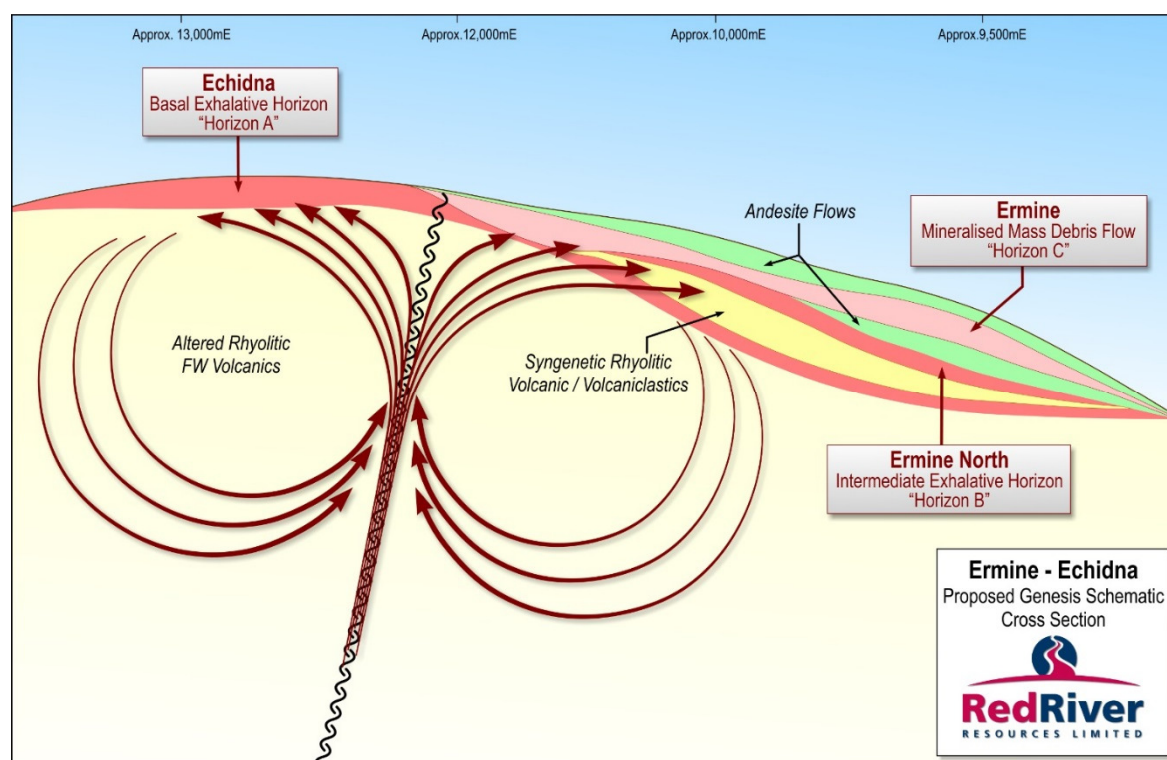 Approx. 13,000mE
Approx.12,000mE
Approx.10,000mE
Approx.9,500mE
Echidna
Basal Exhalative Horizon
“Horizon A”
Andesite Flows
Ermine
Mineralised Mass Debris Flow
“Horizon C”
Altered Rhyolitic
FW Volcanics
Syngenetic Rhyolitic
Volcanic / Volcaniclastics
Ermine North
Intermediate Exhalative Horizon
“Horizon B”
Ermine - Echidna
Proposed Genesis Schematic
Cross Section
RedRiver
RESOURCES LIMITED